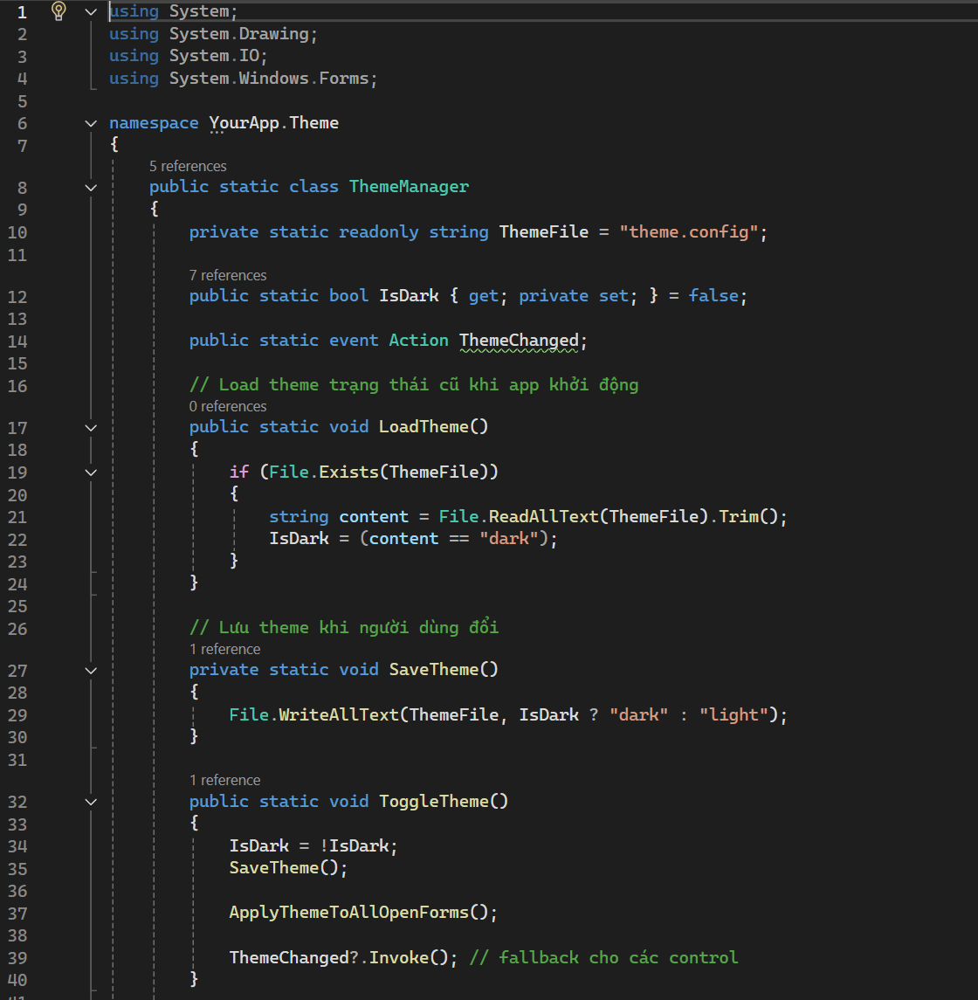 1 using System;
2 using System.Drawing;
3 using System.IO;
4 using System.Windows.Forms;
5
6 namespace YourApp.Theme
7 {
5 references
8 public static class ThemeManager
9 {
10 private static readonly string ThemeFile = "theme.config";
11
7 references
12 public static bool IsDark { get; private set; } = false;
13
14 public static event Action ThemeChanged;
15
16 // Load theme trạng thái cũ khi app khởi động
0 references
17 public static void LoadTheme()
18 {
19 if (File.Exists(ThemeFile))
20 {
21 string content = File.ReadAllText(ThemeFile).Trim();
22 IsDark = (content == "dark");
23 }
24 }
25
26 // Lưu theme khi người dùng đổi
1 reference
27 private static void SaveTheme()
28 {
29 File.WriteAllText(ThemeFile, IsDark ? "dark" : "light");
30 }
31
1 reference
32 public static void ToggleTheme()
33 {
34 IsDark = !IsDark;
35 SaveTheme();
36
37 ApplyThemeToAllOpenForms();
38
39 ThemeChanged?.Invoke(); // fallback cho các control
40 }